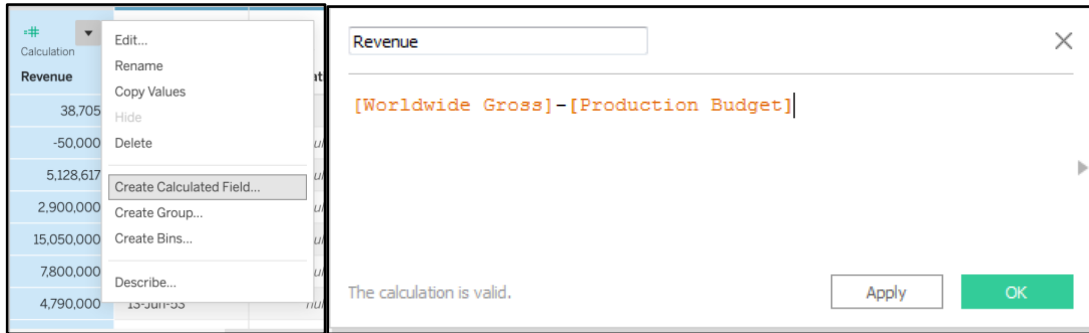 Calculation
Revenue
38,705
-50,000
5,128,617
2,900,000
15,050,000
7,800,000
4,790,000
Edit...
Rename
Copy Values
Hide
Delete
Create Calculated Field...
Create Group...
Create Bins...
Describe...
13-Jun-53
Revenue
[Worldwide Gross]-[Production Budget]
The calculation is valid.
Apply
OK